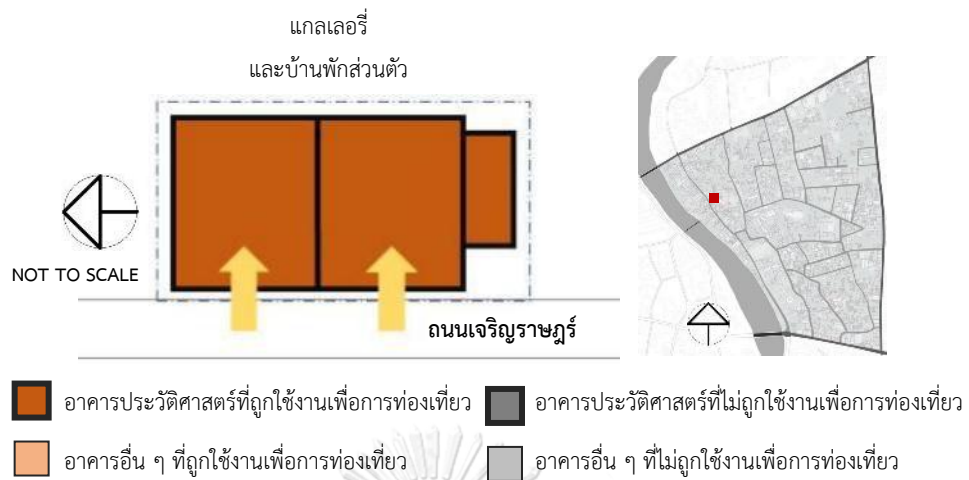 แกลเลอรี่
และบ้านพักส่วนตัว
NOT TO SCALE
ถนนเจริญราษฎร์
อาคารประวัติศาสตร์ที่ถูกใช้งานเพื่อการท่องเที่ยว
อาคารประวัติศาสตร์ที่ไม่ถูกใช้งานเพื่อการท่องเที่ยว
อาคารอื่น ๆ ที่ถูกใช้งานเพื่อการท่องเที่ยว
อาคารอื่น ๆ ที่ไม่ถูกใช้งานเพื่อการท่องเที่ยว